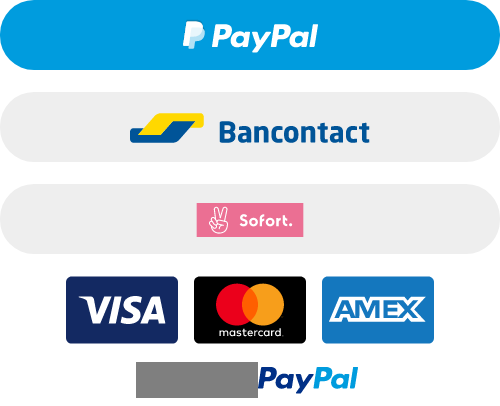 PayPal
Bancontact
Sofort.
VISA mastercard. AMEX
PayPal